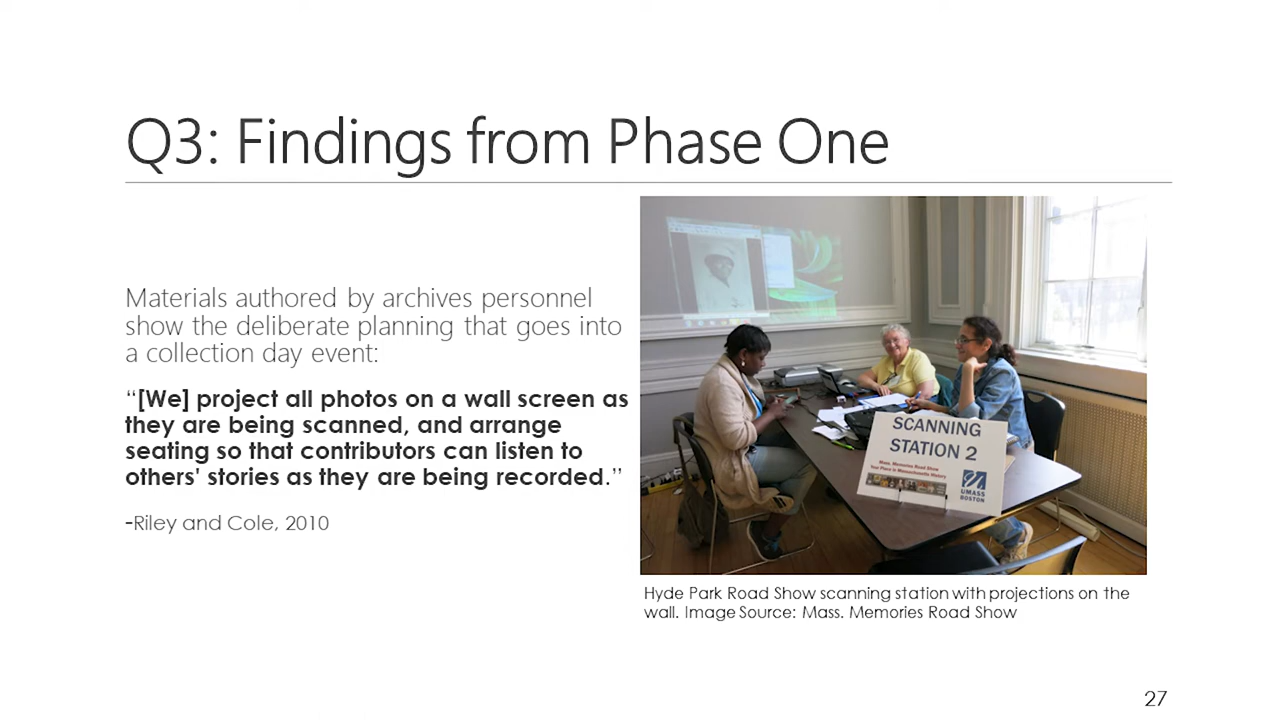 Q3: Findings from Phase One
Materials authored by archives personnel
show the deliberate planning that goes into
a collection day event:
“[We] project all photos on a wall screen as
they are being scanned, and arrange
seating so that contributors can listen to
others' stories as they are being recorded.”
-Riley and Cole, 2010
SCANNING
STATION 2
Mass. Memories Road Show
Your Place in Massachusetts History
UMASS
BOSTON
Hyde Park Road Show scanning station with projections on the
wall. Image Source: Mass. Memories Road Show
27